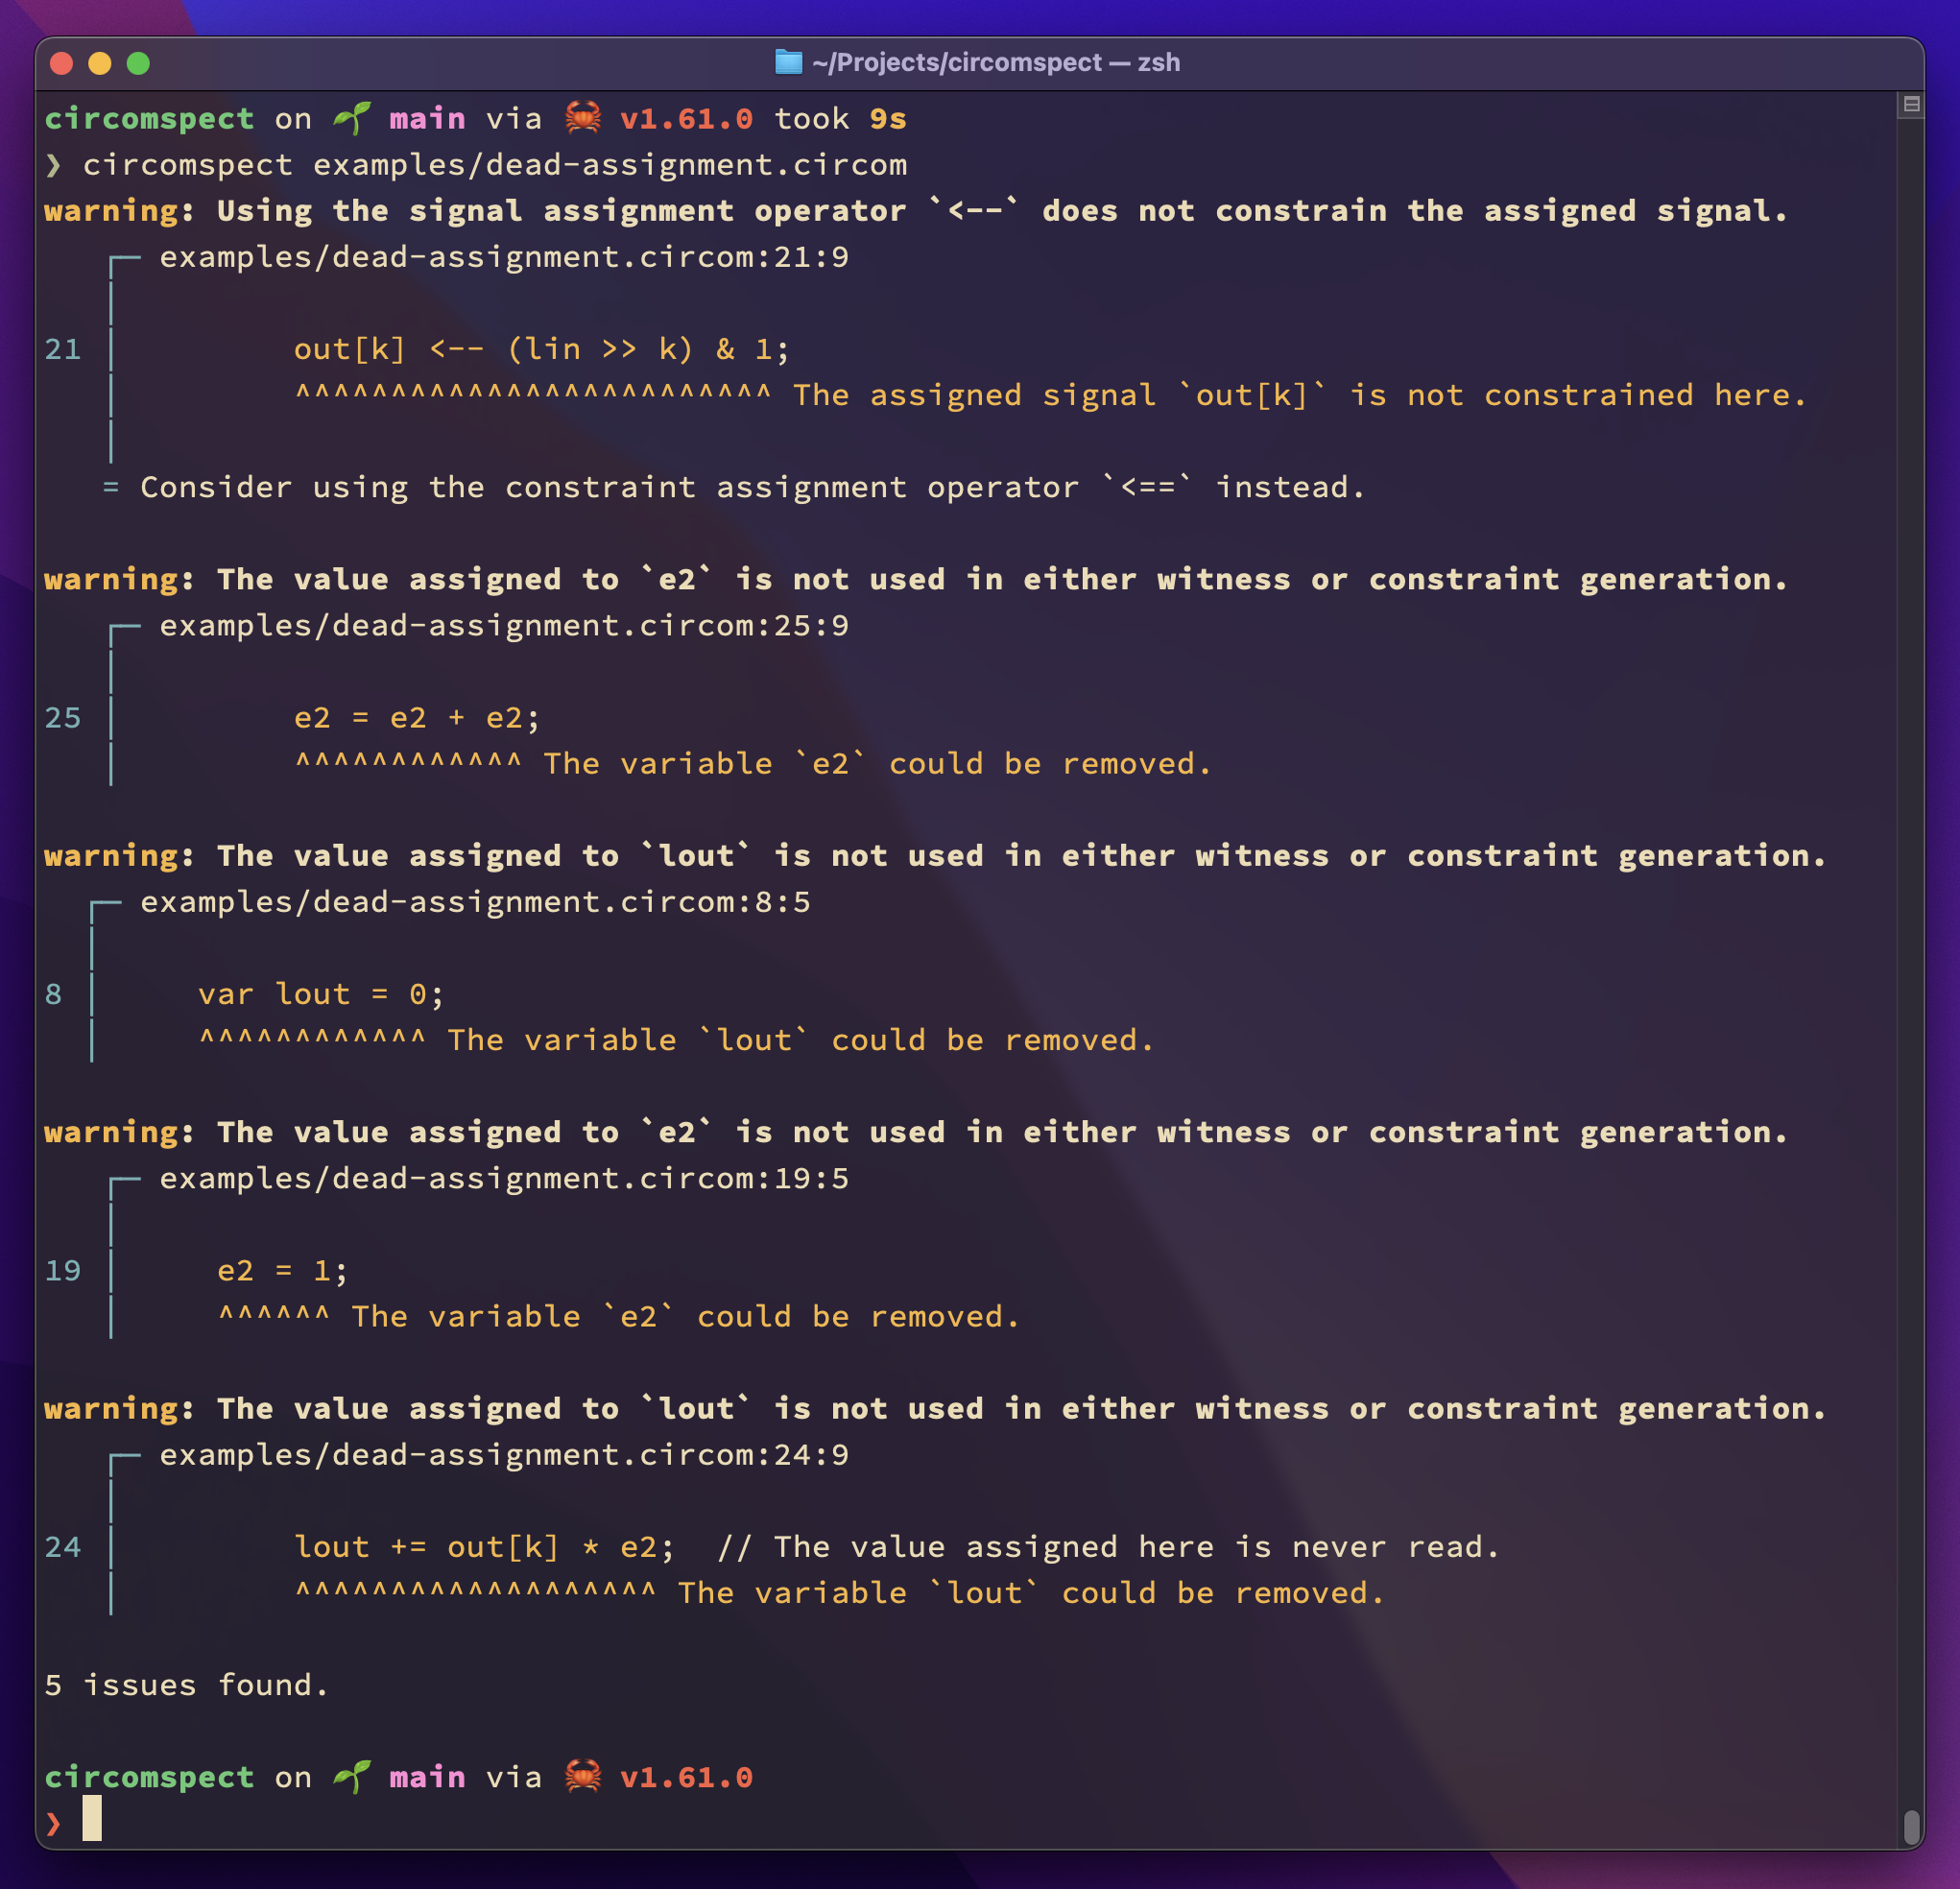 ~/Projects/circomspect — zsh
circomspect on 🌱 main via 🦀 v1.61.0 took 9s
❯ circomspect examples/dead-assignment.circom
warning: Using the signal assignment operator `<--` does not constrain the assigned signal.
┌─ examples/dead-assignment.circom:21:9
│
21 │         out[k] <-- (lin >> k) & 1;
│         ^^^^^^^^^^^^^^^^^^^^^^^^^ The assigned signal `out[k]` is not constrained here.
│
= Consider using the constraint assignment operator `<==` instead.
warning: The value assigned to `e2` is not used in either witness or constraint generation.
┌─ examples/dead-assignment.circom:25:9
│
25 │         e2 = e2 + e2;
│         ^^^^^^^^^^^^ The variable `e2` could be removed.
warning: The value assigned to `lout` is not used in either witness or constraint generation.
┌─ examples/dead-assignment.circom:8:5
│
8 │     var lout = 0;
│     ^^^^^^^^^^^^ The variable `lout` could be removed.
warning: The value assigned to `e2` is not used in either witness or constraint generation.
┌─ examples/dead-assignment.circom:19:5
│
19 │     e2 = 1;
│     ^^^^^^ The variable `e2` could be removed.
warning: The value assigned to `lout` is not used in either witness or constraint generation.
┌─ examples/dead-assignment.circom:24:9
│
24 │         lout += out[k] * e2;  // The value assigned here is never read.
│         ^^^^^^^^^^^^^^^^^^^ The variable `lout` could be removed.
5 issues found.
circomspect on 🌱 main via 🦀 v1.61.0
❯